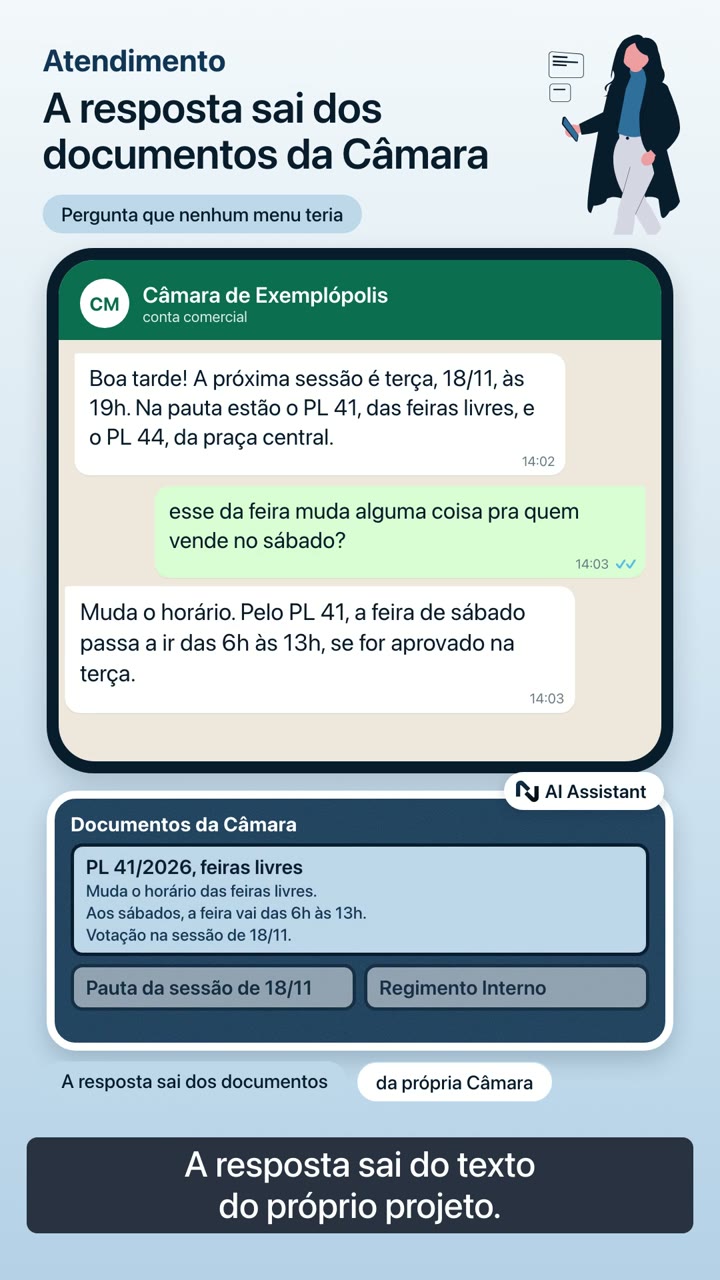 Atendimento
A resposta sai dos
documentos da Câmara
Pergunta que nenhum menu teria
CM
Câmara de Exemplópolis
conta comercial
Boa tarde! A próxima sessão é terça, 18/11, às
19h. Na pauta estão o PL 41, das feiras livres, e
o PL 44, da praça central.
14:02
esse da feira muda alguma coisa pra quem
vende no sábado?
14:03
Muda o horário. Pelo PL 41, a feira de sábado
passa a ir das 6h às 13h, se for aprovado na
terça.
14:03
AI Assistant
Documentos da Câmara
PL 41/2026, feiras livres
Muda o horário das feiras livres.
Aos sábados, a feira vai das 6h às 13h.
Votação na sessão de 18/11.
Pauta da sessão de 18/11
Regimento Interno
A resposta sai dos documentos
da própria Câmara
A resposta sai do texto
do próprio projeto.